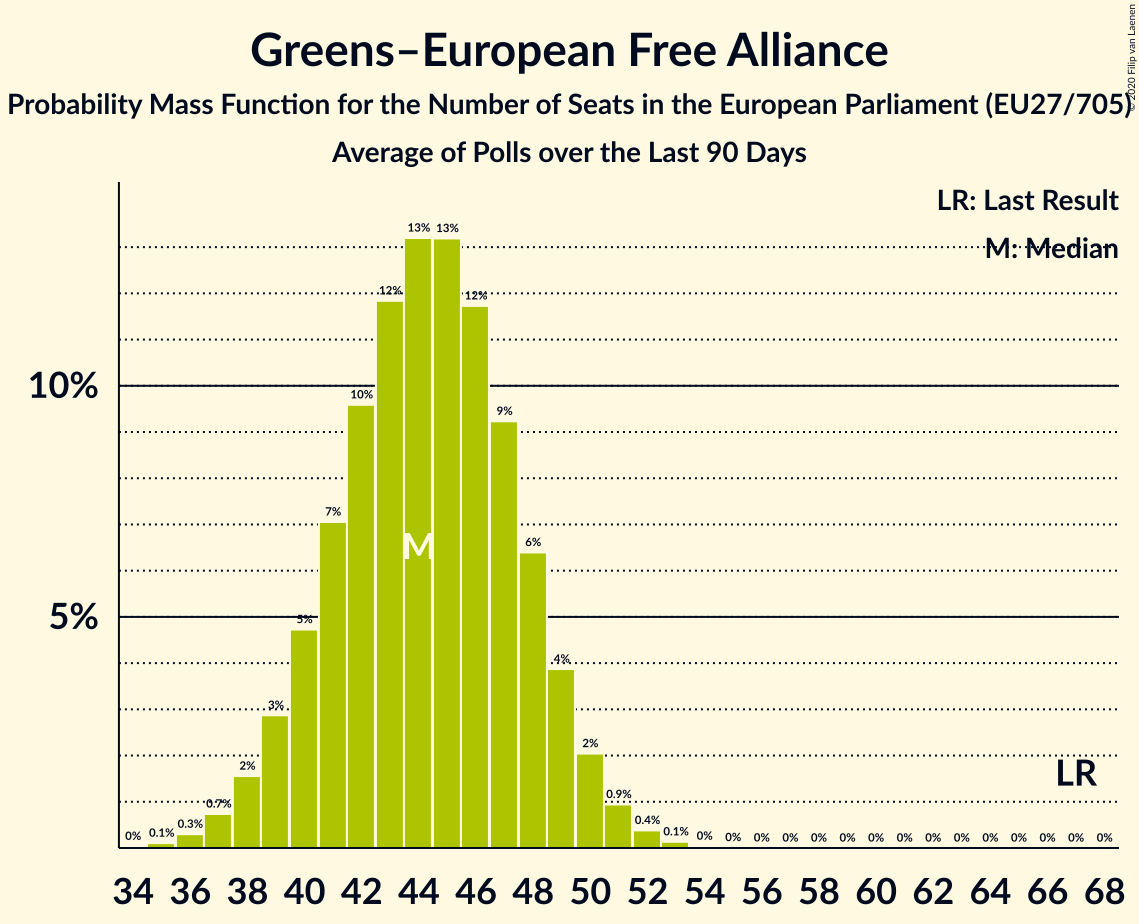 Greens–European Free Alliance
Probability Mass Function for the Number of Seats in the European Parliament (EU27/705)
Average of Polls over the Last 90 Days
© 2020 Filip van Laenen
LR: Last Result
M: Median
13% 13%
12% 12%
10%
10%
9%
7%
M
6%
5%
5%
4%
3%
2% 2%
LR
0.7% 0.9%
0% 0.1% 0.3% 0.4% 0.1% 0% 0% 0% 0% 0% 0% 0% 0% 0% 0% 0% 0% 0% 0% 0%
34 36 38 40 42 44 46 48 50 52 54 56 58 60 62 64 66 68